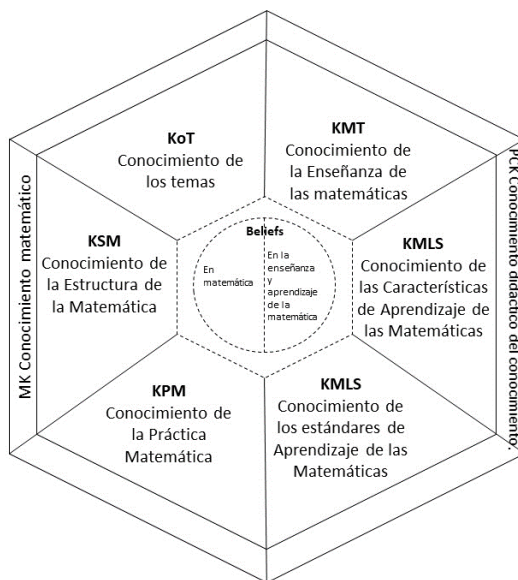 KoT
Conocimiento de
los temas
KMT
Conocimiento de
la Enseñanza de
las matemáticas
MK Conocimiento matemático
KSM
Conocimiento de
la Estructura de
la Matemática
Beliefs
En
matemática
En la
enseñanza
y
aprendizaje
de la
matemática
KMLS
Conocimiento de
las Características
de Aprendizaje de
las Matemáticas
PCK Conocimiento didáctico del conocimiento.
KPM
Conocimiento de
la Práctica
Matemática
KMLS
Conocimiento de
los estándares de
Aprendizaje de las
Matemáticas